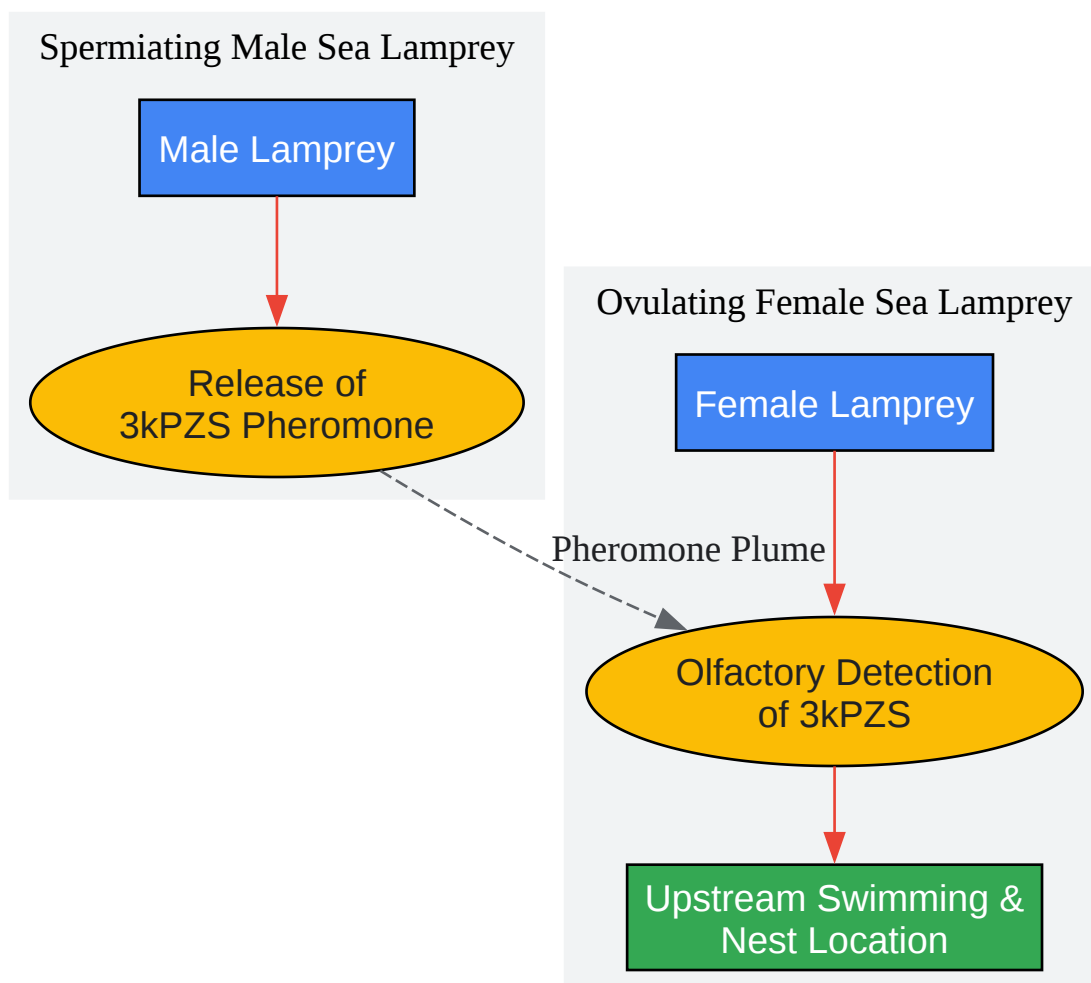 Spermiating Male Sea Lamprey
Male Lamprey
Release of
3kPZS Pheromone
Ovulating Female Sea Lamprey
Female Lamprey
Pheromone Plume
Olfactory Detection
of 3kPZS
Upstream Swimming &
Nest Location